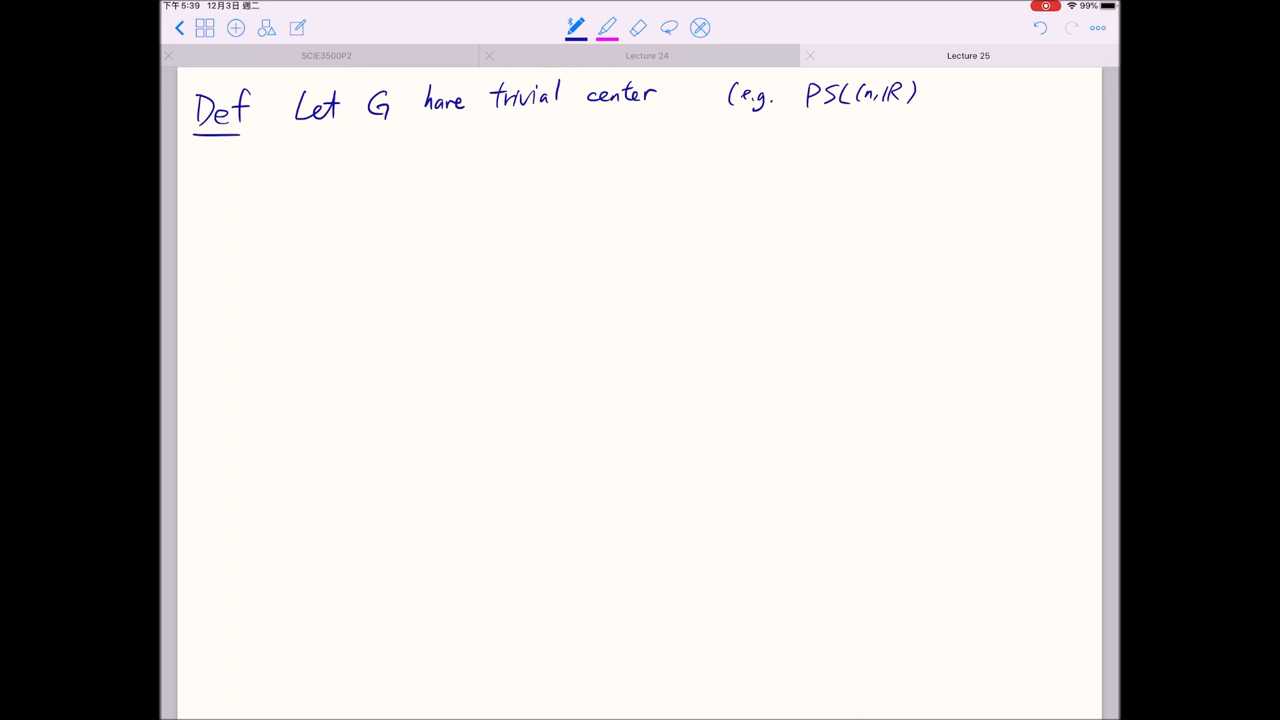 下午5:39 12月3日 週二
99%
SCIE3500P2
Lecture 24
Lecture 25
Def Let G have trivial center (e.g. PSL(n,ℝ)